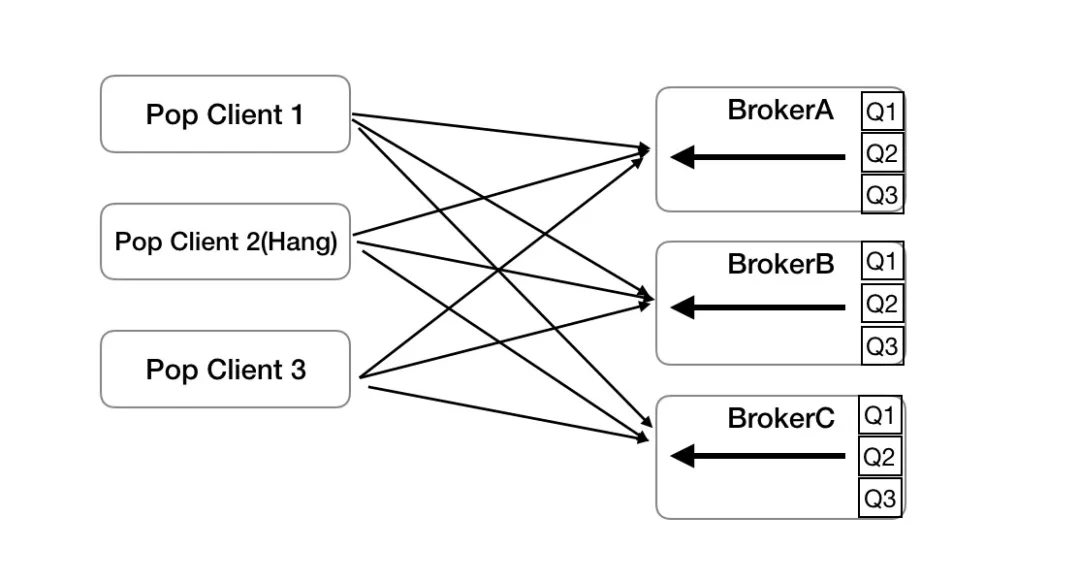 Pop Client 1
Pop Client 2(Hang)
Pop Client 3
BrokerA
Q1
Q2
Q3
BrokerB
Q1
Q2
Q3
BrokerC
Q1
Q2
Q3